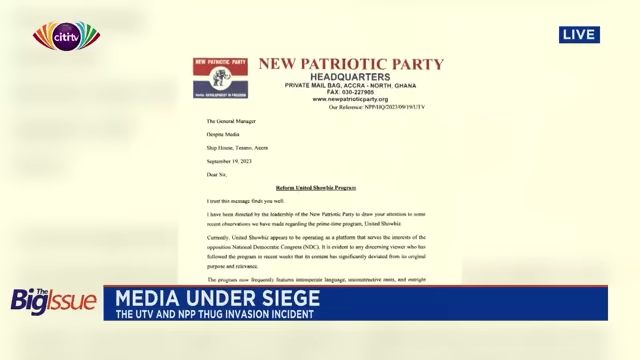 citi tv
LIVE
NEW PATRIOTIC PARTY
NEW PATRIOTIC PARTY
HEADQUARTERS
PRIVATE MAIL BAG, ACCRA - NORTH, GHANA
FAX: 030-227905
www.newpatrioticparty.org
Our Reference: NPP/HQ/2023/09/19/UTV
DEVELOPMENT IN FREEDOM
The General Manager
Despite Media
Ship House, Tesano, Accra
September 19, 2023
Dear Sir,
Reform United Showbiz Program
I trust this message finds you well.
I have been directed by the leadership of the New Patriotic Party to draw your attention to some
recent observations we have made regarding the prime-time program, United Showbiz.
Currently, United Showbiz appears to be operating as a platform that serves the interests of the
opposition National Democratic Congress (NDC). It is evident to any discerning viewer who has
followed the program in recent weeks that its content has significantly deviated from its original
purpose and relevance.
The program now frequently features intemperate language, unconstructive rants, and outright
The Big Issue
MEDIA UNDER SIEGE
THE UTV AND NPP THUG INVASION INCIDENT